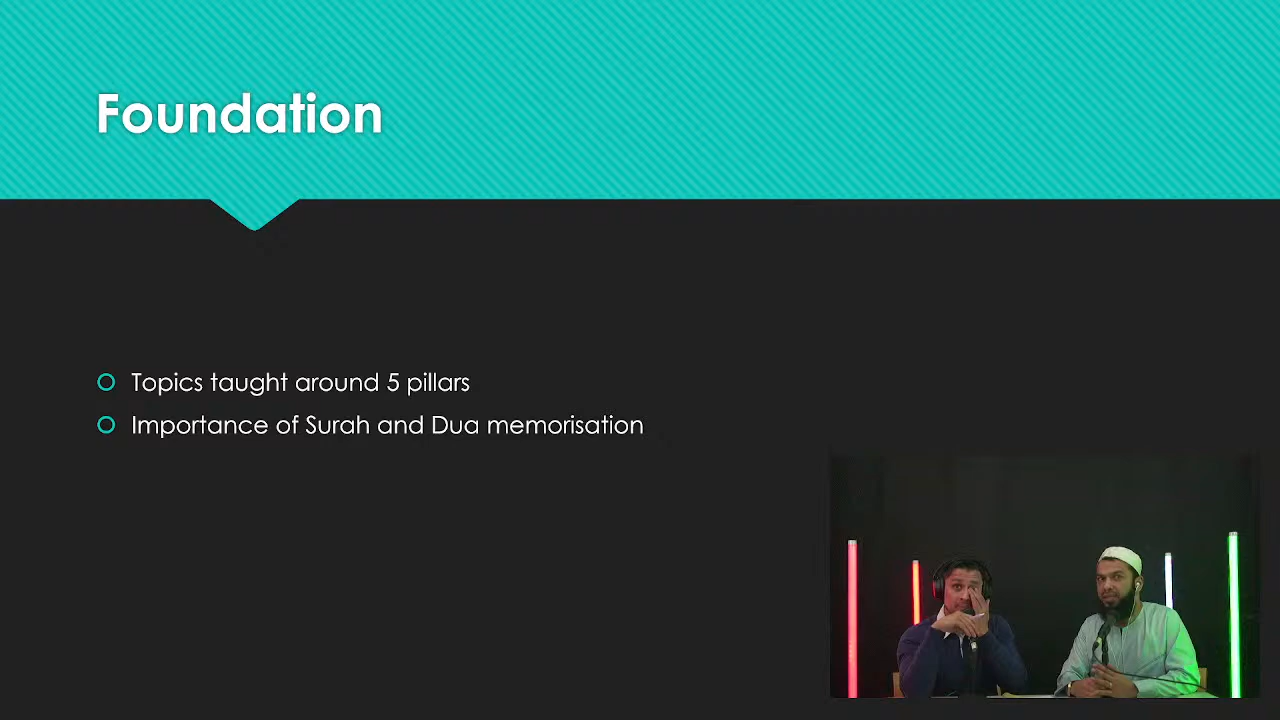 Foundation
Topics taught around 5 pillars
Importance of Surah and Dua memorisation